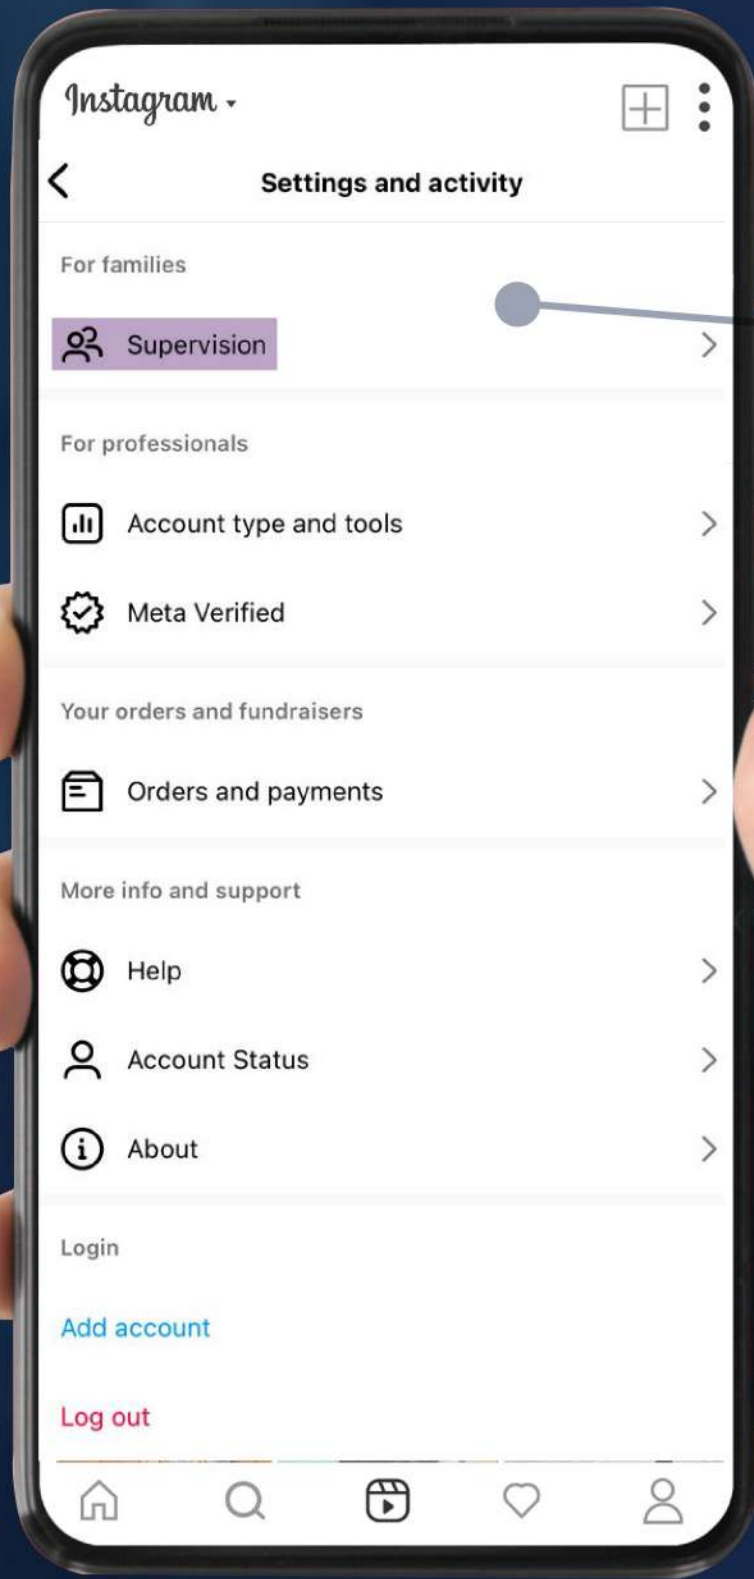 Instagram
Settings and activity
For families
Supervision
For professionals
Account type and tools
Meta Verified
Your orders and fundraisers
Orders and payments
More info and support
Help
Account Status
About
Login
Add account
Log out